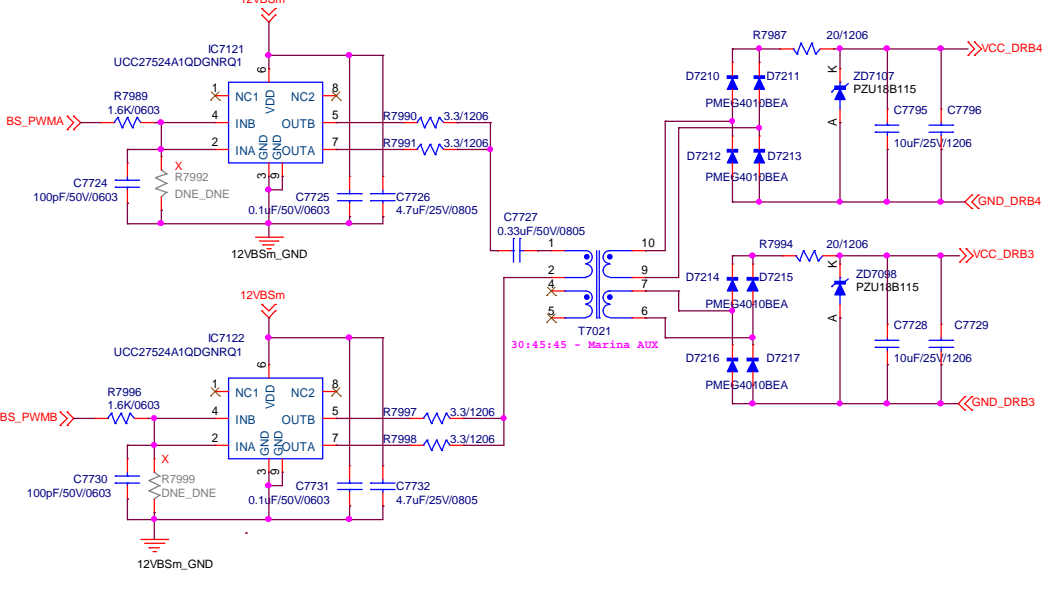 12VBSm
IC7121
UCC27524A1QDGNRQ1
6
1
NC1
VDD
NC2
8
R7989
1.6K/0603
BS_PWMA
4
INB
OUTB
5
R7990
3.3/1206
2
INA
GND
GND
OUTA
7
R7991
3.3/1206
X
R7992
DNE_DNE
C7724
100pF/50V/0603
3
9
C7725
0.1uF/50V/0603
C7726
4.7uF/25V/0805
12VBSm_GND
C7727
0.33uF/50V/0805
1
2
4
5
10
9
7
6
T7021
30:45:45 - Marina AUX
R7987
20/1206
VCC_DRB4
D7210
D7211
PMEG4010BEA
K
ZD7107
PZU18B115
A
C7795
C7796
10uF/25V/1206
D7212
D7213
PMEG4010BEA
GND_DRB4
R7994
20/1206
VCC_DRB3
D7214
D7215
PMEG4010BEA
K
ZD7098
PZU18B115
A
C7728
C7729
10uF/25V/1206
D7216
D7217
PMEG4010BEA
GND_DRB3
12VBSm
IC7122
UCC27524A1QDGNRQ1
6
1
NC1
VDD
NC2
8
R7996
1.6K/0603
BS_PWMB
4
INB
OUTB
5
R7997
3.3/1206
2
INA
GND
GND
OUTA
7
R7998
3.3/1206
X
R7999
DNE_DNE
C7730
100pF/50V/0603
3
9
C7731
0.1uF/50V/0603
C7732
4.7uF/25V/0805
12VBSm_GND